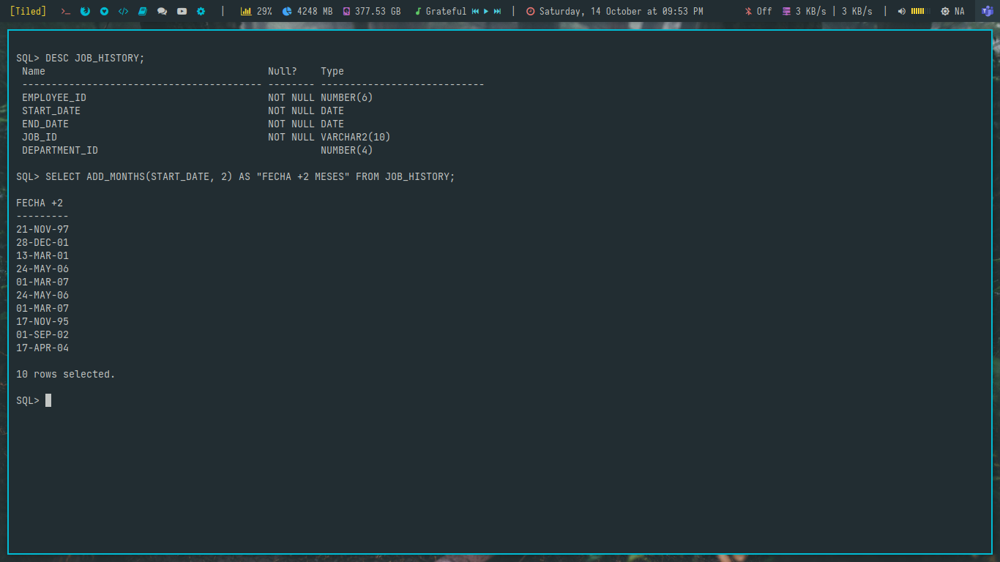 [Tiled] | 29% 4248 MB 377.53 GB Grateful | Saturday, 14 October at 09:53 PM Off 3 KB/s | 3 KB/s | NA
SQL> DESC JOB_HISTORY;
 Name                                      Null?    Type
 ----------------------------------------- -------- ----------------------------
 EMPLOYEE_ID                               NOT NULL NUMBER(6)
 START_DATE                                NOT NULL DATE
 END_DATE                                  NOT NULL DATE
 JOB_ID                                    NOT NULL VARCHAR2(10)
 DEPARTMENT_ID                                      NUMBER(4)
SQL> SELECT ADD_MONTHS(START_DATE, 2) AS "FECHA +2 MESES" FROM JOB_HISTORY;
FECHA +2
---------
21-NOV-97
28-DEC-01
13-MAR-01
24-MAY-06
01-MAR-07
24-MAY-06
01-MAR-07
17-NOV-95
01-SEP-02
17-APR-04
10 rows selected.
SQL>